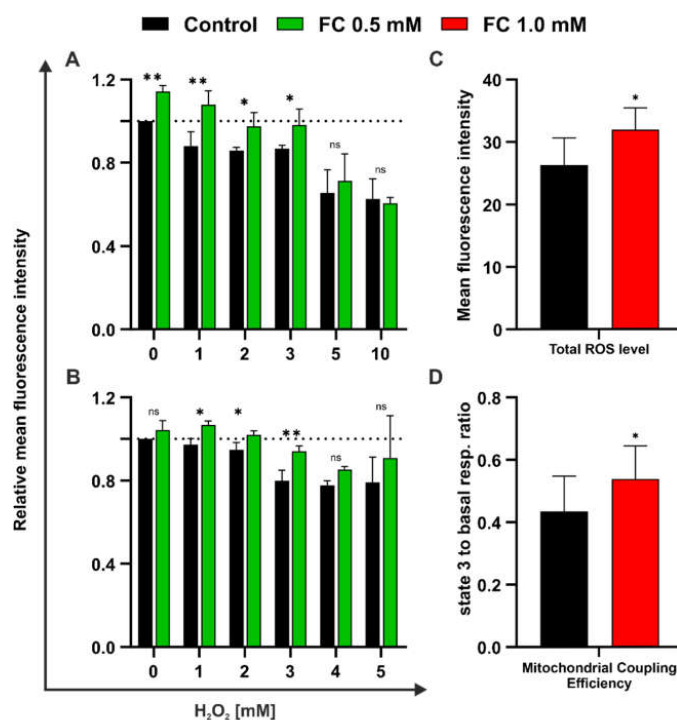 Control FC 0.5 mM FC 1.0 mM
A
Relative mean fluorescence intensity
1.2
0.8
0.4
0.0
** ** * * ns ns
0 1 2 3 5 10
B
1.2
0.8
0.4
0.0
ns * * ** ns ns
0 1 2 3 4 5
H₂O₂ [mM]
C
Mean fluorescence intensity
40
30
20
10
0
*
Total ROS level
D
state 3 to basal resp. ratio
0.8
0.6
0.4
0.2
0.0
*
Mitochondrial Coupling
Efficiency